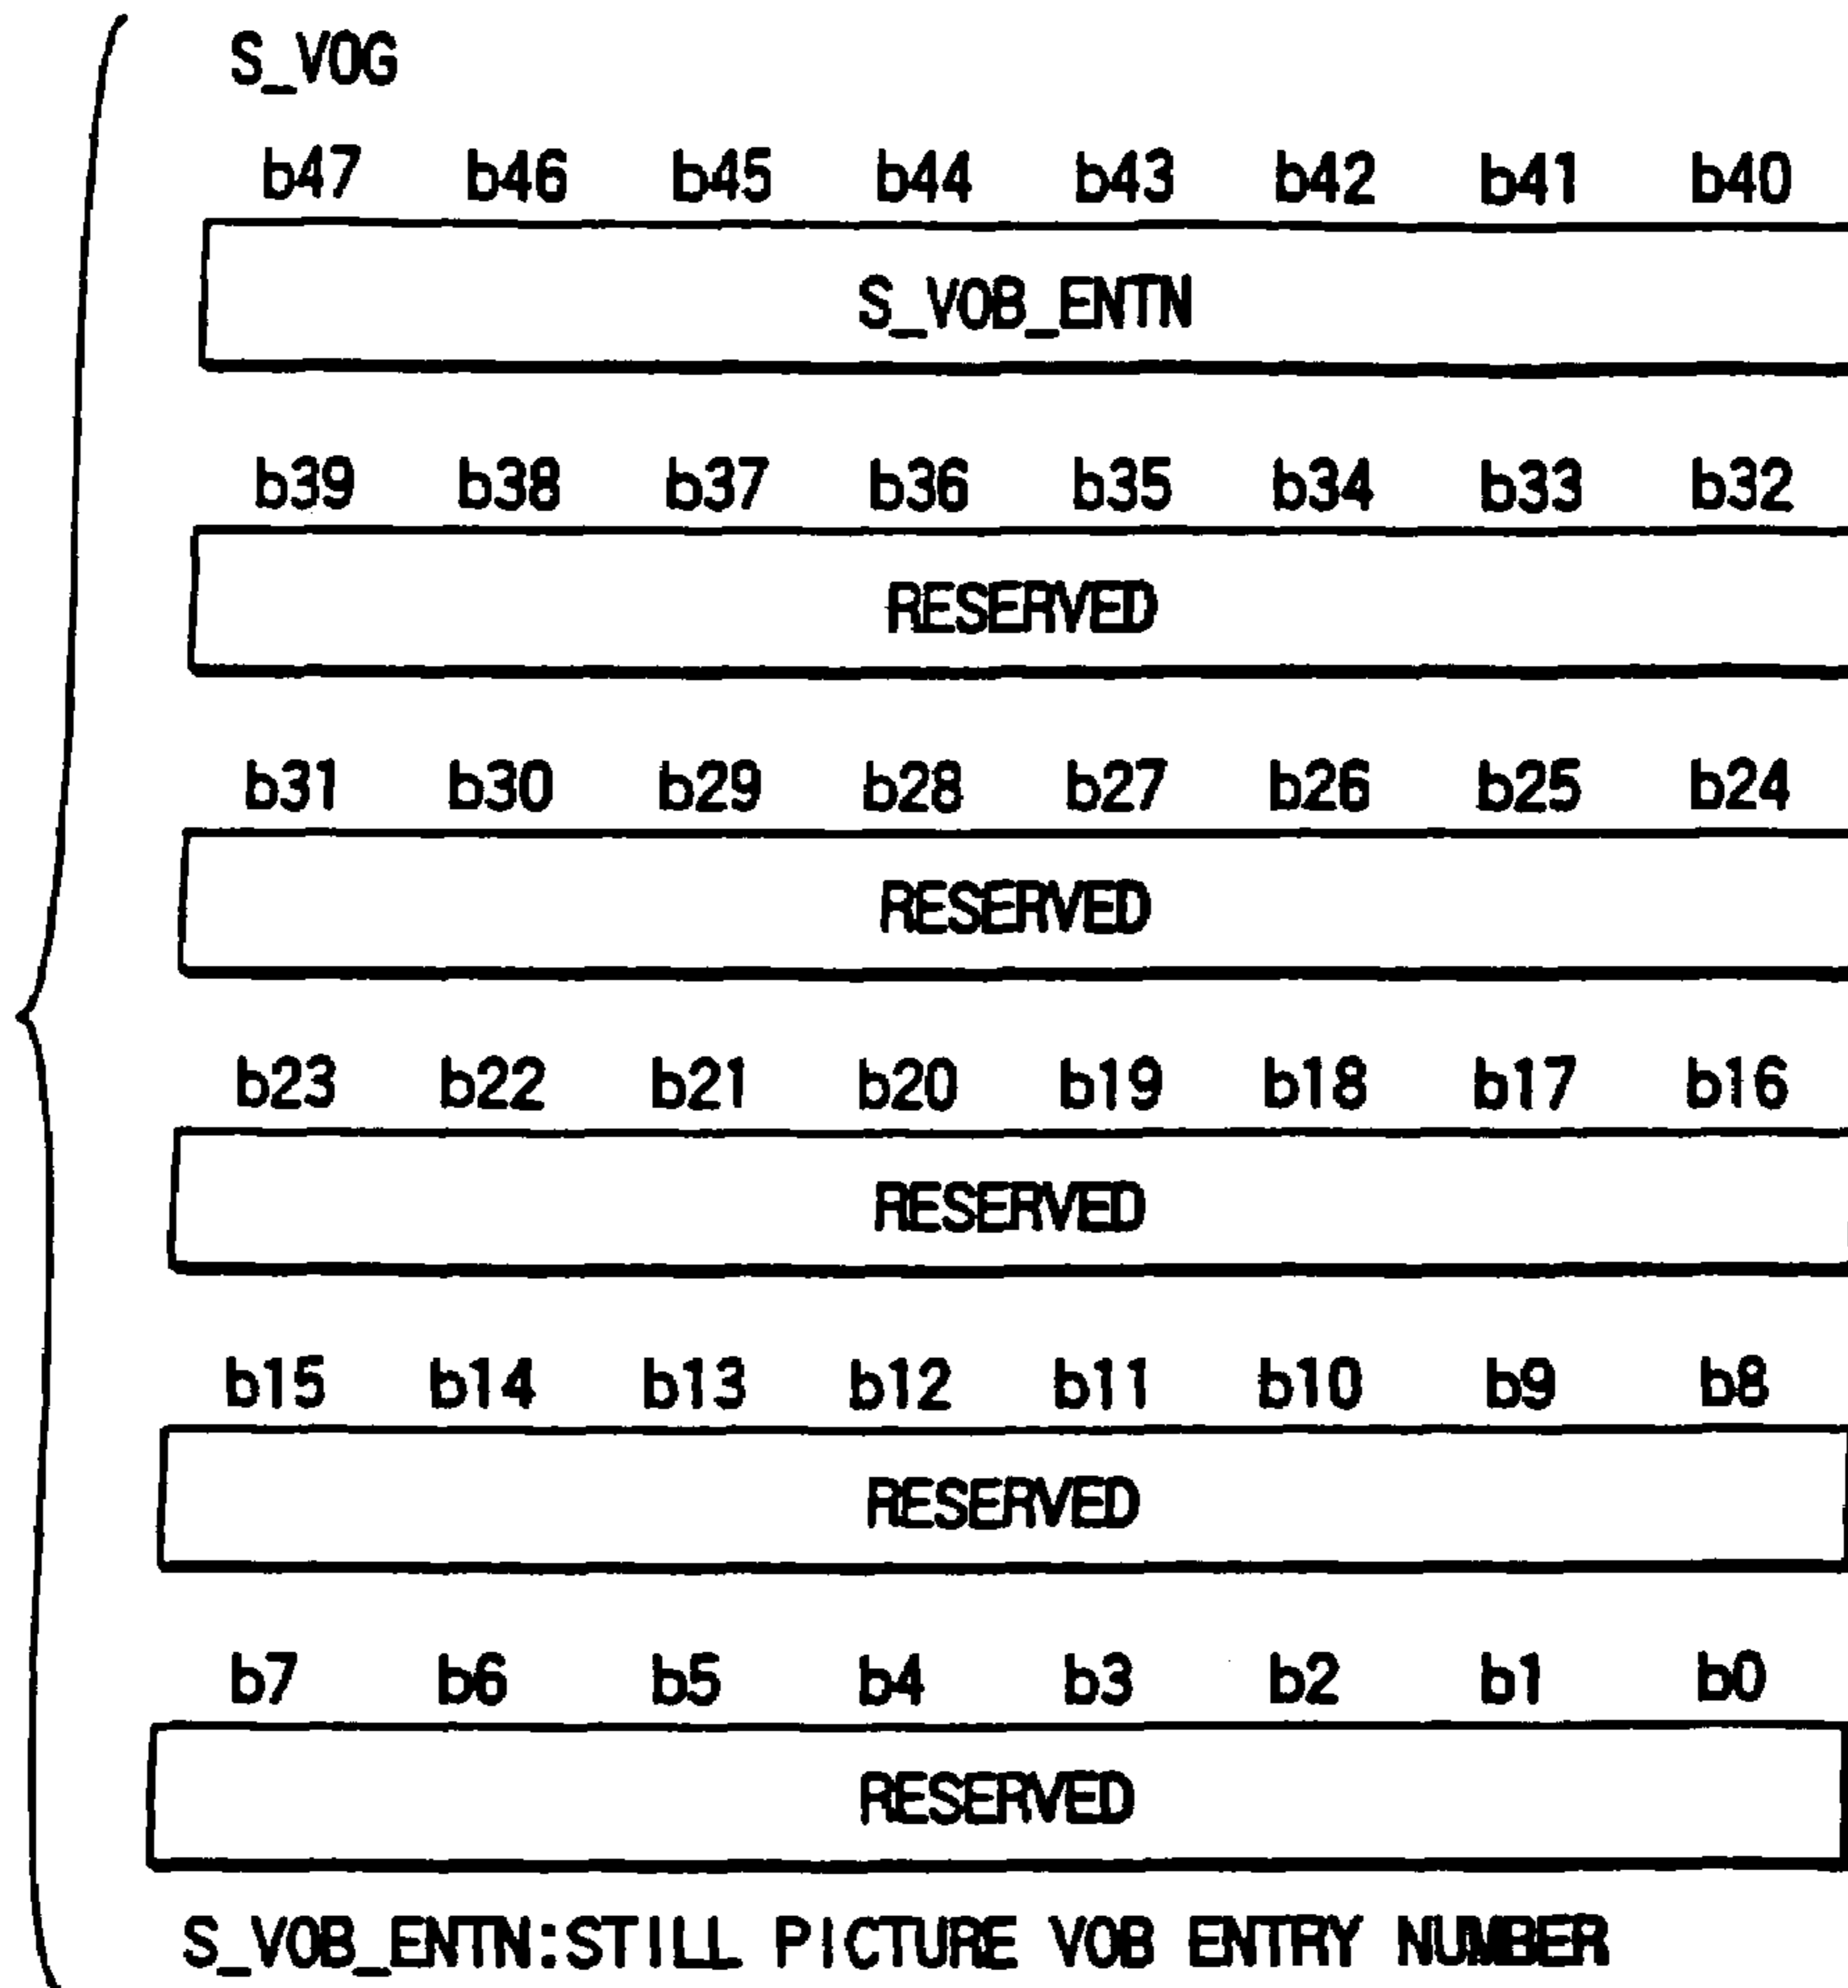 S_VOG
b47 b46 b45 b44 b43 b42 b41 b40
S_VOB_ENTN
b39 b38 b37 b36 b35 b34 b33 b32
RESERVED
b31 b30 b29 b28 b27 b26 b25 b24
RESERVED
b23 b22 b21 b20 b19 b18 b17 b16
RESERVED
b15 b14 b13 b12 b11 b10 b9 b8
RESERVED
b7 b6 b5 b4 b3 b2 b1 b0
RESERVED
S_VOB_ENTN:STILL PICTURE VOB ENTRY NUMBER